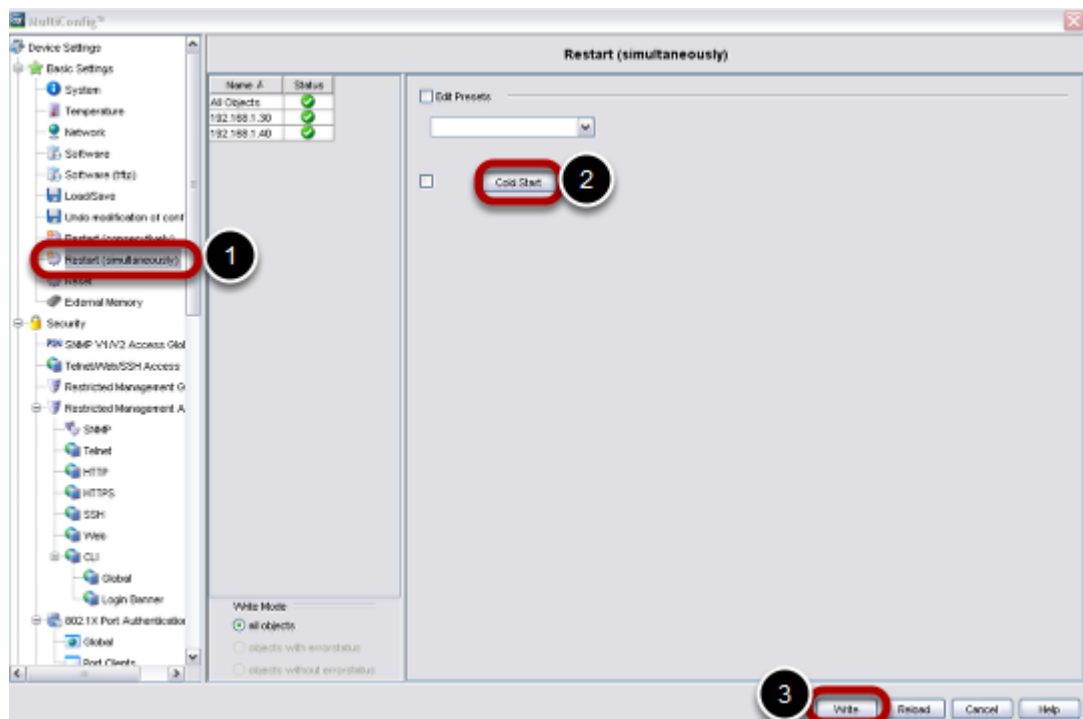 MultiConfig™
Restart (simultaneously)
Device Settings
Basic Settings
System
Temperature
Network
Software
Software (tftp)
Load/Save
Undo modification of conf
Restart (consecutively)
Restart (simultaneously)
1
Reset
External Memory
Security
SNMP V1/V2 Access Glol
Telnet/Web/SSH Access
Restricted Management G
Restricted Management A
SNMP
Telnet
HTTP
HTTPS
SSH
Web
CLI
Global
Login Banner
802.1X Port Authentication
Global
Port Clients
Name Status
All Objects
192.168.1.30
192.168.1.40
Write Mode
all objects
objects with errorstatus
objects without errorstatus
Edit Presets
Cold Start
2
3
Write Reload Cancel Help